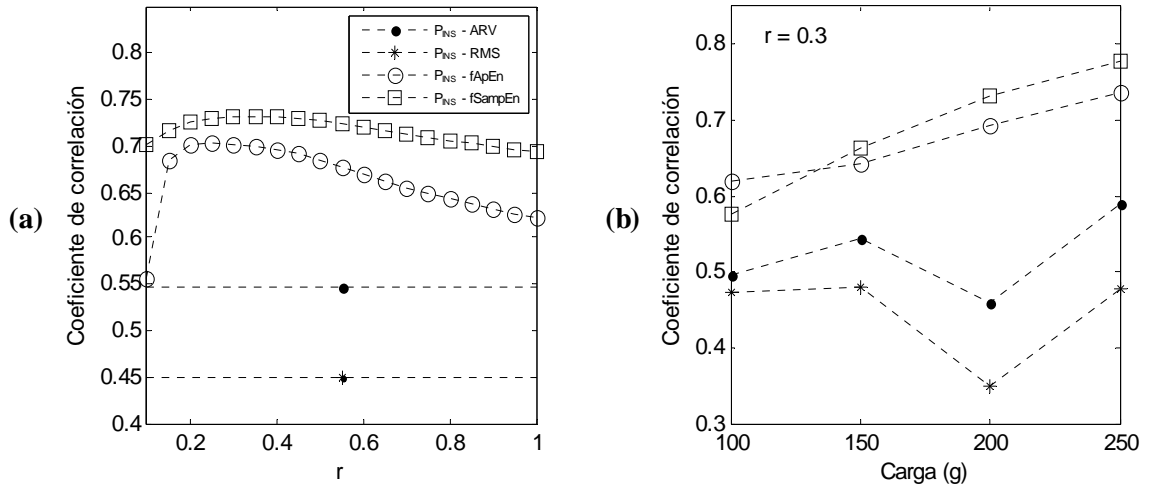 (a)
Coeficiente de correlación
0.8
0.75
0.7
0.65
0.6
0.55
0.5
0.45
0.4
0.2
0.4
0.6
0.8
1
r
P_INS - ARV
P_INS - RMS
P_INS - fApEn
P_INS - fSampEn
(b)
Coeficiente de correlación
r = 0.3
0.8
0.7
0.6
0.5
0.4
0.3
100
150
200
250
Carga (g)